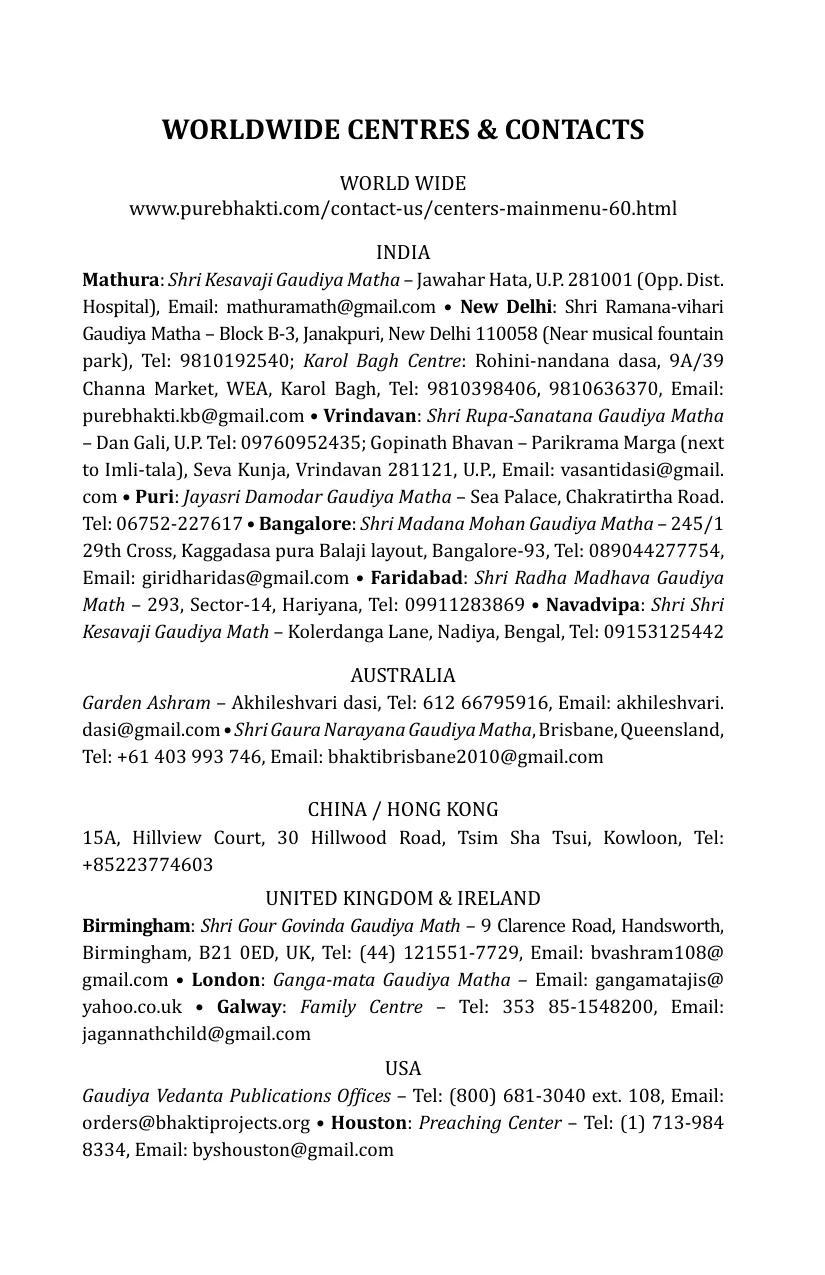 WORLDWIDE CENTRES & CONTACTS
WORLD WIDE
www.purebhakti.com/contact-us/centers-mainmenu-60.html
INDIA
Mathura: Shri Kesavaji Gaudiya Matha – Jawahar Hata, U.P. 281001 (Opp. Dist.
Hospital), Email: mathuramath@gmail.com • New Delhi: Shri Ramana-vihari
Gaudiya Matha – Block B-3, Janakpuri, New Delhi 110058 (Near musical fountain
park), Tel: 9810192540; Karol Bagh Centre: Rohini-nandana dasa, 9A/39
Channa Market, WEA, Karol Bagh, Tel: 9810398406, 9810636370, Email:
purebhakti.kb@gmail.com • Vrindavan: Shri Rupa-Sanatana Gaudiya Matha
– Dan Gali, U.P. Tel: 09760952435; Gopinath Bhavan – Parikrama Marga (next
to Imli-tala), Seva Kunja, Vrindavan 281121, U.P., Email: vasantidasi@gmail.
com • Puri: Jayasri Damodar Gaudiya Matha – Sea Palace, Chakratirtha Road.
Tel: 06752-227617 • Bangalore: Shri Madana Mohan Gaudiya Matha – 245/1
29th Cross, Kaggadasa pura Balaji layout, Bangalore-93, Tel: 089044277754,
Email: giridharidas@gmail.com • Faridabad: Shri Radha Madhava Gaudiya
Math – 293, Sector-14, Hariyana, Tel: 09911283869 • Navadvipa: Shri Shri
Kesavaji Gaudiya Math – Kolerdanga Lane, Nadiya, Bengal, Tel: 09153125442
AUSTRALIA
Garden Ashram – Akhileshvari dasi, Tel: 612 66795916, Email: akhileshvari.
dasi@gmail.com • Shri Gaura Narayana Gaudiya Matha, Brisbane, Queensland,
Tel: +61 403 993 746, Email: bhaktibrisbane2010@gmail.com
CHINA / HONG KONG
15A, Hillview Court, 30 Hillwood Road, Tsim Sha Tsui, Kowloon, Tel:
+85223774603
UNITED KINGDOM & IRELAND
Birmingham: Shri Gour Govinda Gaudiya Math – 9 Clarence Road, Handsworth,
Birmingham, B21 0ED, UK, Tel: (44) 121551-7729, Email: bvashram108@
gmail.com • London: Ganga-mata Gaudiya Matha – Email: gangamatajis@
yahoo.co.uk • Galway: Family Centre – Tel: 353 85-1548200, Email:
jagannathchild@gmail.com
USA
Gaudiya Vedanta Publications Offices – Tel: (800) 681-3040 ext. 108, Email:
orders@bhaktiprojects.org • Houston: Preaching Center – Tel: (1) 713-984
8334, Email: byshouston@gmail.com